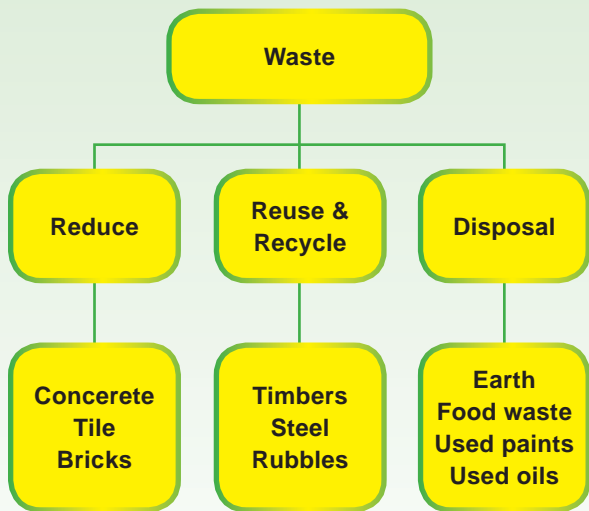 Waste
Reduce
Reuse &
Recycle
Disposal
Concerete
Tile
Bricks
Timbers
Steel
Rubbles
Earth
Food waste
Used paints
Used oils